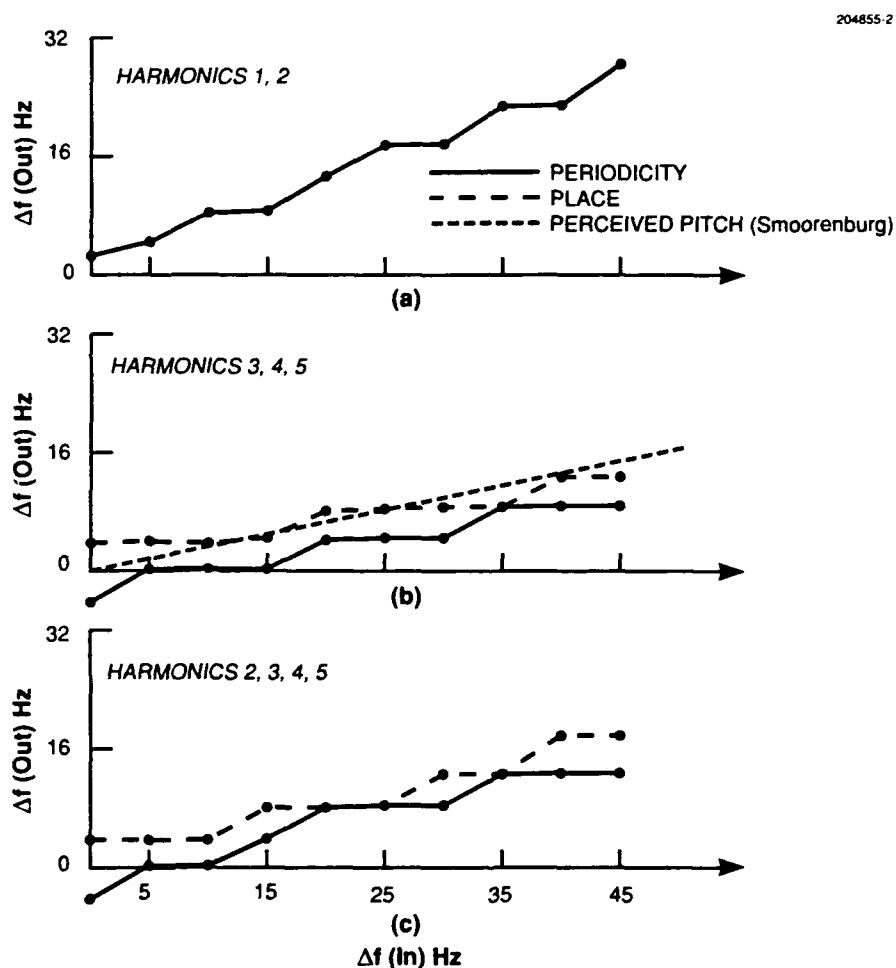 204855-2
32
HARMONICS 1, 2
Δf (Out) Hz
16
PERIODICITY
PLACE
PERCEIVED PITCH (Smoorenburg)
0
(a)
32
HARMONICS 3, 4, 5
Δf (Out) Hz
16
0
(b)
32
HARMONICS 2, 3, 4, 5
Δf (Out) Hz
16
0
5 15 25 35 45
(c)
Δf (In) Hz